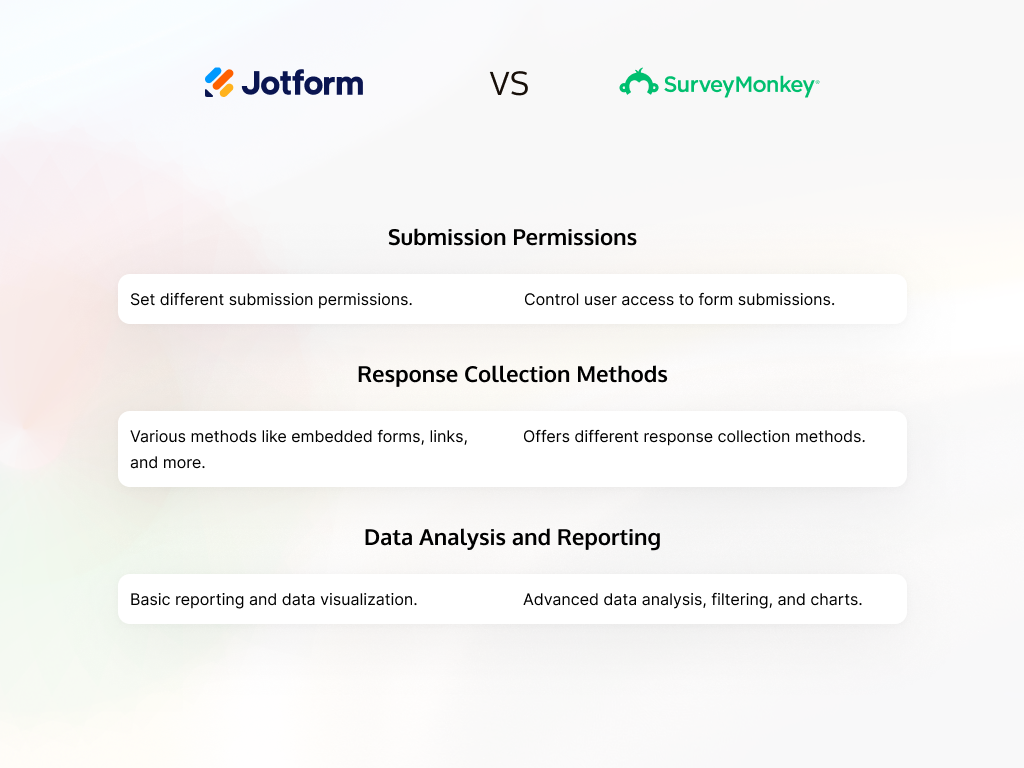 Jotform VS SurveyMonkey®
Submission Permissions
Set different submission permissions. Control user access to form submissions.
Response Collection Methods
Various methods like embedded forms, links, Offers different response collection methods.
and more.
Data Analysis and Reporting
Basic reporting and data visualization. Advanced data analysis, filtering, and charts.